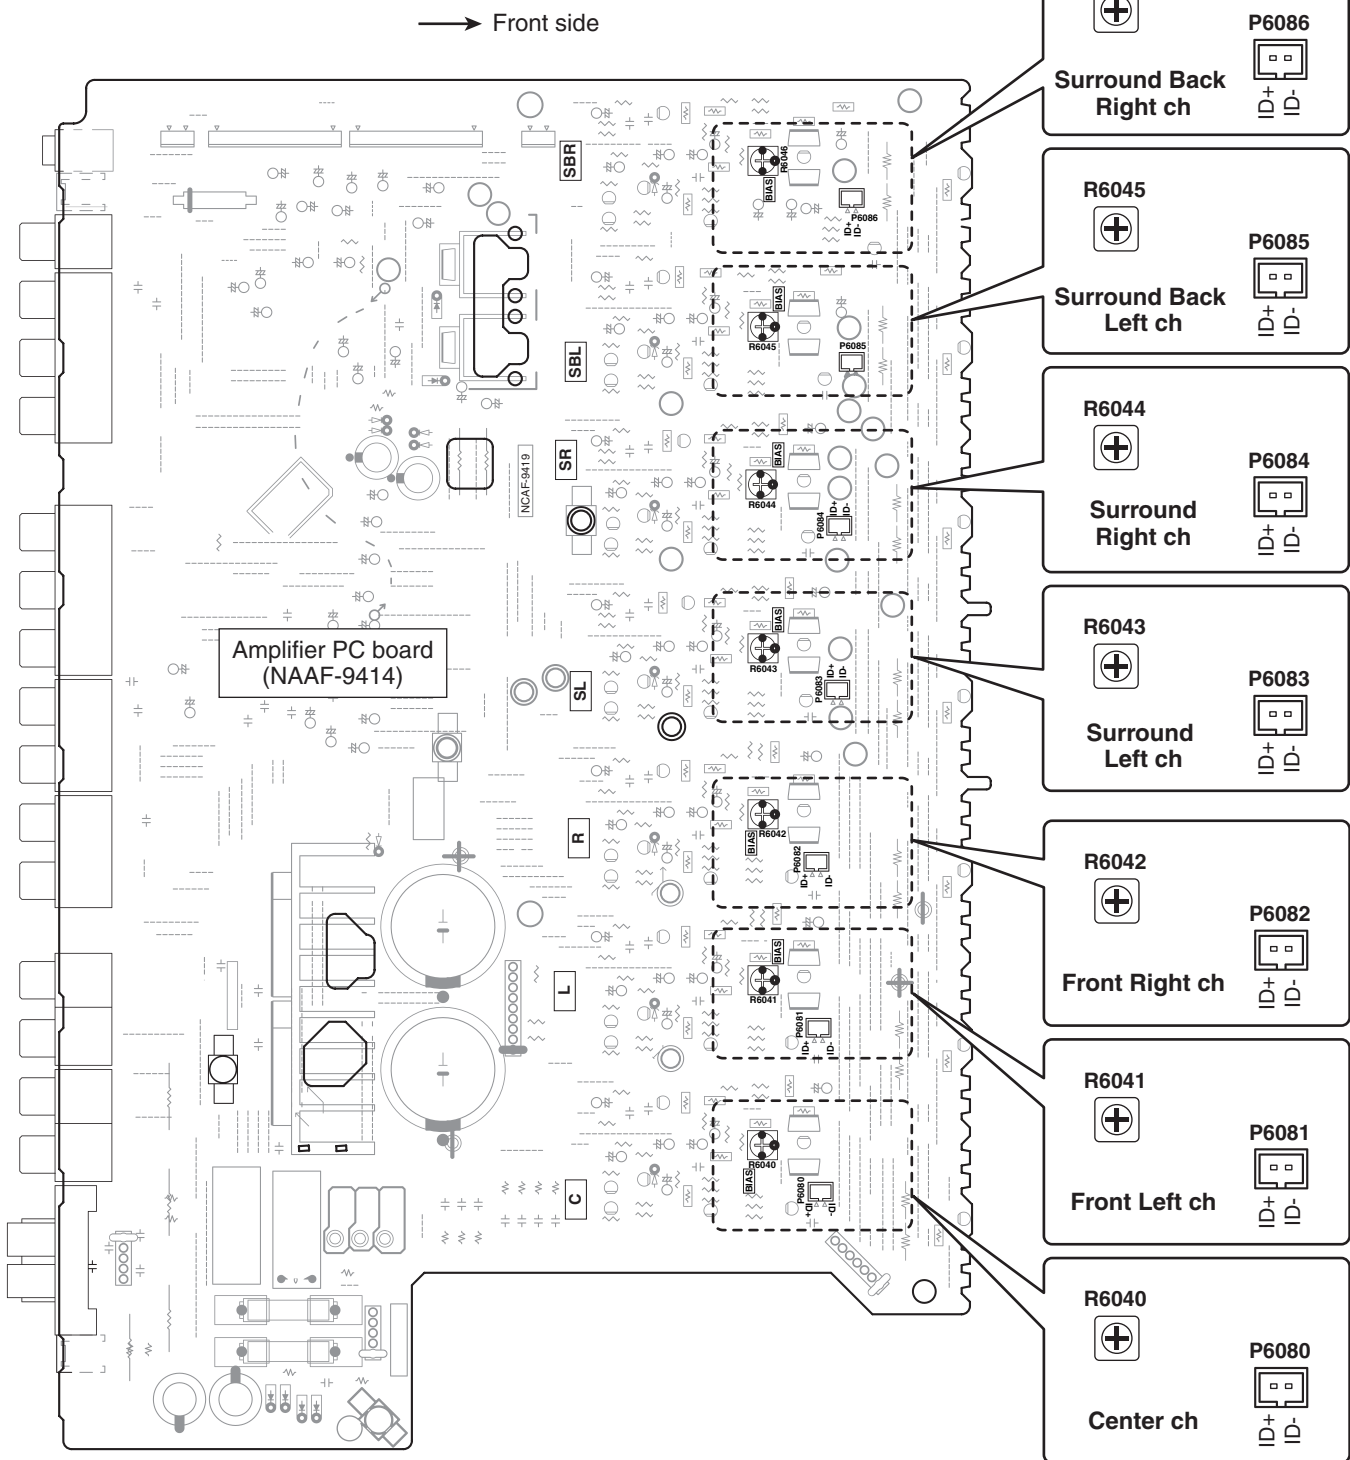 Front side
P6086
Surround Back
Right ch
ID+
ID-
SBR
BIAS
R6046
P6086
ID+
ID-
R6045
P6085
Surround Back
Left ch
ID+
ID-
SBL
BIAS
R6045
P6085
R6044
P6084
Surround
Right ch
ID+
ID-
SR
NCAF-9419
BIAS
R6044
P6084
ID+
ID-
R6043
P6083
Surround
Left ch
ID+
ID-
Amplifier PC board
(NAAF-9414)
SL
BIAS
R6043
P6083
ID+
ID-
R6042
P6082
Front Right ch
ID+
ID-
R
BIAS
R6042
P6082
ID+
ID-
R6041
P6081
Front Left ch
ID+
ID-
L
BIAS
R6041
P6081
ID+
ID-
R6040
P6080
Center ch
ID+
ID-
C
BIAS
R6040
P6080
ID+
ID-